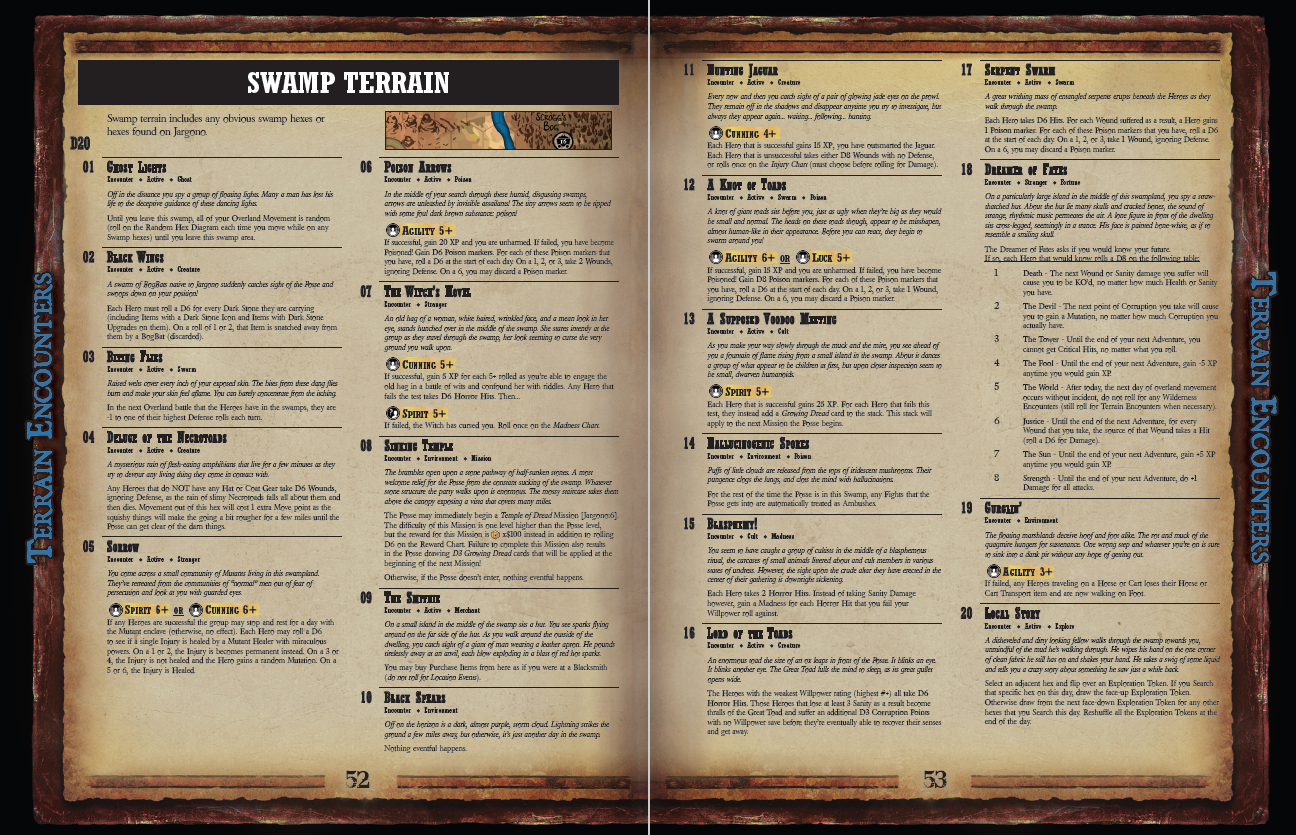 SWAMP TERRAIN
Swamp terrain includes any obvious swamp hexes or
hexes found on Jargono.
SCROGG'S
BOG
D20
01 GHOST LIGHTS
Encounter • Active • Ghost
Off in the distance you spy a group of floating lights. Many a man has lost his
life to the deceptive guidance of these dancing lights.
Until you leave this swamp, all of your Overland Movement is random
(roll on the Random Hex Diagram each time you move while on any
Swamp hexes) until you leave this swamp area.
02 BLACK WINGS
Encounter • Active • Creature
A swarm of BogBats native to Jargono suddenly catches sight of the Posse and
swoops down on your position!
Each Hero must roll a D6 for every Dark Stone they are carrying
(including Items with a Dark Stone Icon and Items with Dark Stone
Upgrades on them). On a roll of 1 or 2, that Item is snatched away from
them by a BogBat (discarded).
03 BITING FLIES
Encounter • Active • Swarm
Raised welts cover every inch of your exposed skin. The bites from these dang flies
burn and make your skin feel aflame. You can barely concentrate from the itching.
In the next Overland battle that the Heroes have in the swamps, they are
-1 to one of their highest Defense rolls each turn.
04 DELUGE OF THE NECROTOADS
Encounter • Active • Creature
A mysterious rain of flesh-eating amphibians that live for a few minutes as they
try to devour any living thing they come in contact with.
Any Heroes that do NOT have any Hat or Coat Gear take D6 Wounds,
ignoring Defense, as the rain of slimy Necrotoads falls all about them and
then dies. Movement out of this hex will cost 1 extra Move point as the
squishy things will make the going a bit rougher for a few miles until the
Posse can get clear of the darn things.
05 SORROW
Encounter • Active • Stranger
You come across a small community of Mutants living in this swampland.
They're retreated from the communities of "normal" men out of fear of
persecution and look at you with guarded eyes.
SPIRIT 6+ OR CUNNING 6+
If any Heroes are successful the group may stop and rest for a day with
the Mutant enclave (otherwise, no effect). Each Hero may roll a D6
to see if a single Injury is healed by a Mutant Healer with miraculous
powers. On a 1 or 2, the Injury is becomes permanent instead. On a 3 or
4, the Injury is not healed and the Hero gains a random Mutation. On a
5 or 6, the Injury is Healed.
06 POISON ARROWS
Encounter • Active • Poison
In the middle of your search through these humid, disgusting swamps,
arrows are unleashed by invisible assailants! The tiny arrows seem to be tipped
with some foul dark brown substance: poison!
AGILITY 5+
If successful, gain 20 XP and you are unharmed. If failed, you have become
Poisoned! Gain D6 Poison markers. For each of these Poison markers that
you have, roll a D6 at the start of each day. On a 1, 2, or 3, take 2 Wounds,
ignoring Defense. On a 6, you may discard a Poison marker.
07 THE WITCH'S HOVEL
Encounter • Stranger
An old hag of a woman, white haired, wrinkled face, and a mean look in her
eye, stands hunched over in the middle of the swamp. She stares intently at the
group as they travel through the swamp, her look seeming to curse the very
ground you walk upon.
CUNNING 5+
If successful, gain 5 XP for each 5+ rolled as you're able to engage the
old hag in a battle of wits and confound her with riddles. Any Hero that
fails the test takes D6 Horror Hits. Then...
SPIRIT 5+
If failed, the Witch has cursed you. Roll once on the Madness Chart.
08 SINKING TEMPLE
Encounter • Environment • Mission
The brambles open upon a stone pathway of half-sunken stones. A most
welcome relief for the Posse from the constant sucking of the swamp. Whatever
stone structure the party walks upon is enormous. The mossy staircase takes them
above the canopy exposing a vista that covers many miles.
The Posse may immediately begin a Temple of Dread Mission [Jargono:6].
The difficulty of this Mission is one level higher than the Posse level,
but the reward for this Mission is x$100 instead in addition to rolling
D6 on the Reward Chart. Failure to complete this Mission also results
in the Posse drawing D3 Growing Dread cards that will be applied at the
beginning of the next Mission!
Otherwise, if the Posse doesn't enter, nothing eventful happens.
09 THE SMITHIE
Encounter • Active • Merchant
On a small island in the middle of the swamp sits a hut. You see sparks flying
around on the far side of the hut. As you walk around the outside of the
dwelling, you catch sight of a giant of man wearing a leather apron. He pounds
tirelessly away at an anvil, each blow exploding in a blast of red hot sparks.
You may buy Purchase Items from here as if you were at a Blacksmith
(do not roll for Location Events).
10 BLACK SPEARS
Encounter • Environment
Off on the horizon is a dark, almost purple, storm cloud. Lightning strikes the
ground a few miles away but otherwise, it's just another day in the swamp.
Nothing eventful happens.
52
TERRAIN ENCOUNTERS
11 HUNTING JAGUAR
Encounter • Active • Creature
Every now and then you catch sight of a pair of glowing jade eyes on the prowl.
They remain off in the shadows and disappear anytime you try to investigate, but
always they appear again... waiting... following... hunting.
CUNNING 4+
Each Hero that is successful gains 15 XP, you have outsmarted the Jaguar.
Each Hero that is unsuccessful takes either D8 Wounds with no Defense,
or rolls once on the Injury Chart (must choose before rolling for Damage).
12 A KNOT OF TOADS
Encounter • Active • Swarm • Poison
A knot of giant toads sits before you, just as ugly when they're big as they would
be small and normal. The heads on these toads though, appear to be misshapen,
almost human-like in their appearance. Before you can react, they begin to
swarm around you!
AGILITY 6+ OR LUCK 5+
If successful, gain 15 XP and you are unharmed. If failed, you have become
Poisoned! Gain D8 Poison markers. For each of these Poison markers that
you have, roll a D6 at the start of each day. On a 1, 2, or 3, take 1 Wound,
ignoring Defense. On a 6, you may discard a Poison marker.
13 A SUPPOSED VOODOO MEETING
Encounter • Active • Cult
As you make your way slowly through the muck and the mire, you see ahead of
you a fountain of flame rising from a small island in the swamp. About it dances
a group of what appear to be children at first, but upon closer inspection seem to
be small, dwarven humanoids.
SPIRIT 5+
Each Hero that is successful gains 25 XP. For each Hero that fails this
test, they instead add a Growing Dread card to the stack. This stack will
apply to the next Mission the Posse begins.
14 HALLUCINOGENIC SPORES
Encounter • Environment • Poison
Puffs of little clouds are released from the tops of iridescent mushrooms. Their
pungence clogs the lungs, and clogs the mind with hallucinations.
For the rest of the time the Posse is in this Swamp, any Fights that the
Posse gets into are automatically treated as Ambushes.
15 BLASPHEMY!
Encounter • Cult • Madness
You seem to have caught a group of cultists in the middle of a blasphemous
ritual, the carcases of small animals littered about and cult members in various
states of undress. However, the sight upon the crude altar they have erected in the
center of their gathering is downright sickening.
Each Hero takes 2 Horror Hits. Instead of taking Sanity Damage
however, gain a Madness for each Horror Hit that you fail your
Willpower roll against.
16 LORD OF THE TOADS
Encounter • Active • Creature
An enormous toad the size of an ox leaps in front of the Posse. It blinks an eye.
It blinks another eye. The Great Toad lulls the mind to sleep, as its great gullet
opens wide.
The Heroes with the weakest Willpower rating (highest #+) all take D6
Horror Hits. Those Heroes that lose at least 3 Sanity as a result become
thralls of the Great Toad and suffer an additional D3 Corruption Points
with no Willpower save before they're eventually able to recover their senses
and get away.
17 SERPENT SWARM
Encounter • Active • Swarm
A great writhing mass of entangled serpents erupts beneath the Heroes as they
walk through the swamp.
Each Hero takes D6 Hits. For each Wound suffered as a result, a Hero gains
1 Poison marker. For each of these Poison markers that you have, roll a D6
at the start of each day. On a 1, 2, or 3, take 1 Wound, ignoring Defense.
On a 6, you may discard a Poison marker.
18 DREAMER OF FATES
Encounter • Stranger • Fortune
On a particularly large island in the middle of this swampland, you spy a straw-
thatched hut. About the hut lie many skulls and cracked bones, the sound of
strange, rhythmic music permeates the air. A lone figure in front of the dwelling
sits cross-legged, seemingly in a trance. His face is painted bone-white, as if to
resemble a smiling skull.
The Dreamer of Fates asks if you would know your future.
If so, each Hero that would know rolls a D8 on the following table:
1 Death - The next Wound or Sanity damage you suffer will
cause you to be KO'd, no matter how much Health or Sanity
you have.
2 The Devil - The next point of Corruption you take will cause
you to gain a Mutation, no matter how much Corruption you
actually have.
3 The Tower - Until the end of your next Adventure, you
cannot get Critical Hits, no matter what you roll.
4 The Fool - Until the end of your next Adventure, gain -5 XP
anytime you would gain XP.
5 The World - After today, the next day of overland movement
occurs without incident, do not roll for any Wilderness
Encounters (still roll for Terrain Encounters when necessary).
6 Justice - Until the end of your next Adventure, for every
Wound that you take, the source of that Wound takes a Hit
(roll a D6 for Damage).
7 The Sun - Until the end of your next Adventure, gain +5 XP
anytime you would gain XP.
8 Strength - Until the end of your next Adventure, do +1
Damage for all attacks.
19 GURGLIN'
Encounter • Environment
The floating marshlands deceive hoof and foot alike. The rot and muck of the
quagmire hungers for sustenance. One wrong step and whatever you're on is sure
to sink into a dark pit without any hope of getting out.
AGILITY 3+
If failed, any Heroes traveling on a Horse or Cart loses their Horse or
Cart Transport item and are now walking on Foot.
20 LOCAL STORY
Encounter • Active • Explore
A disheveled and dirty looking fellow walks through the swamp towards you,
unmindful of the mud he's walking through. He wipes his hand on the one corner
of clean fabric he still has on and shakes your hand. He takes a swig of some liquid
and tells you a crazy story about something he saw just a while back.
Select an adjacent hex and flip over an Exploration Token. If you Search
that specific hex on this day, draw the face-up Exploration Token.
Otherwise draw from the next face-down Exploration Token for any other
hexes that you Search this day. Reshuffle all the Exploration Tokens at the
end of the day.
53
TERRAIN ENCOUNTERS